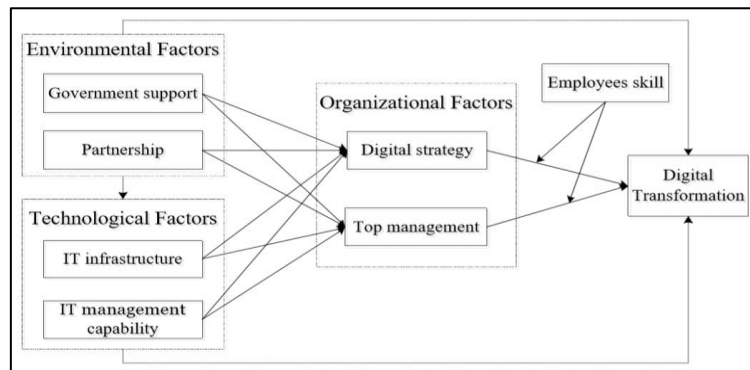 Environmental Factors
Government support
Partnership
Technological Factors
IT infrastructure
IT management
capability
Organizational Factors
Digital strategy
Top management
Employees skill
Digital
Transformation